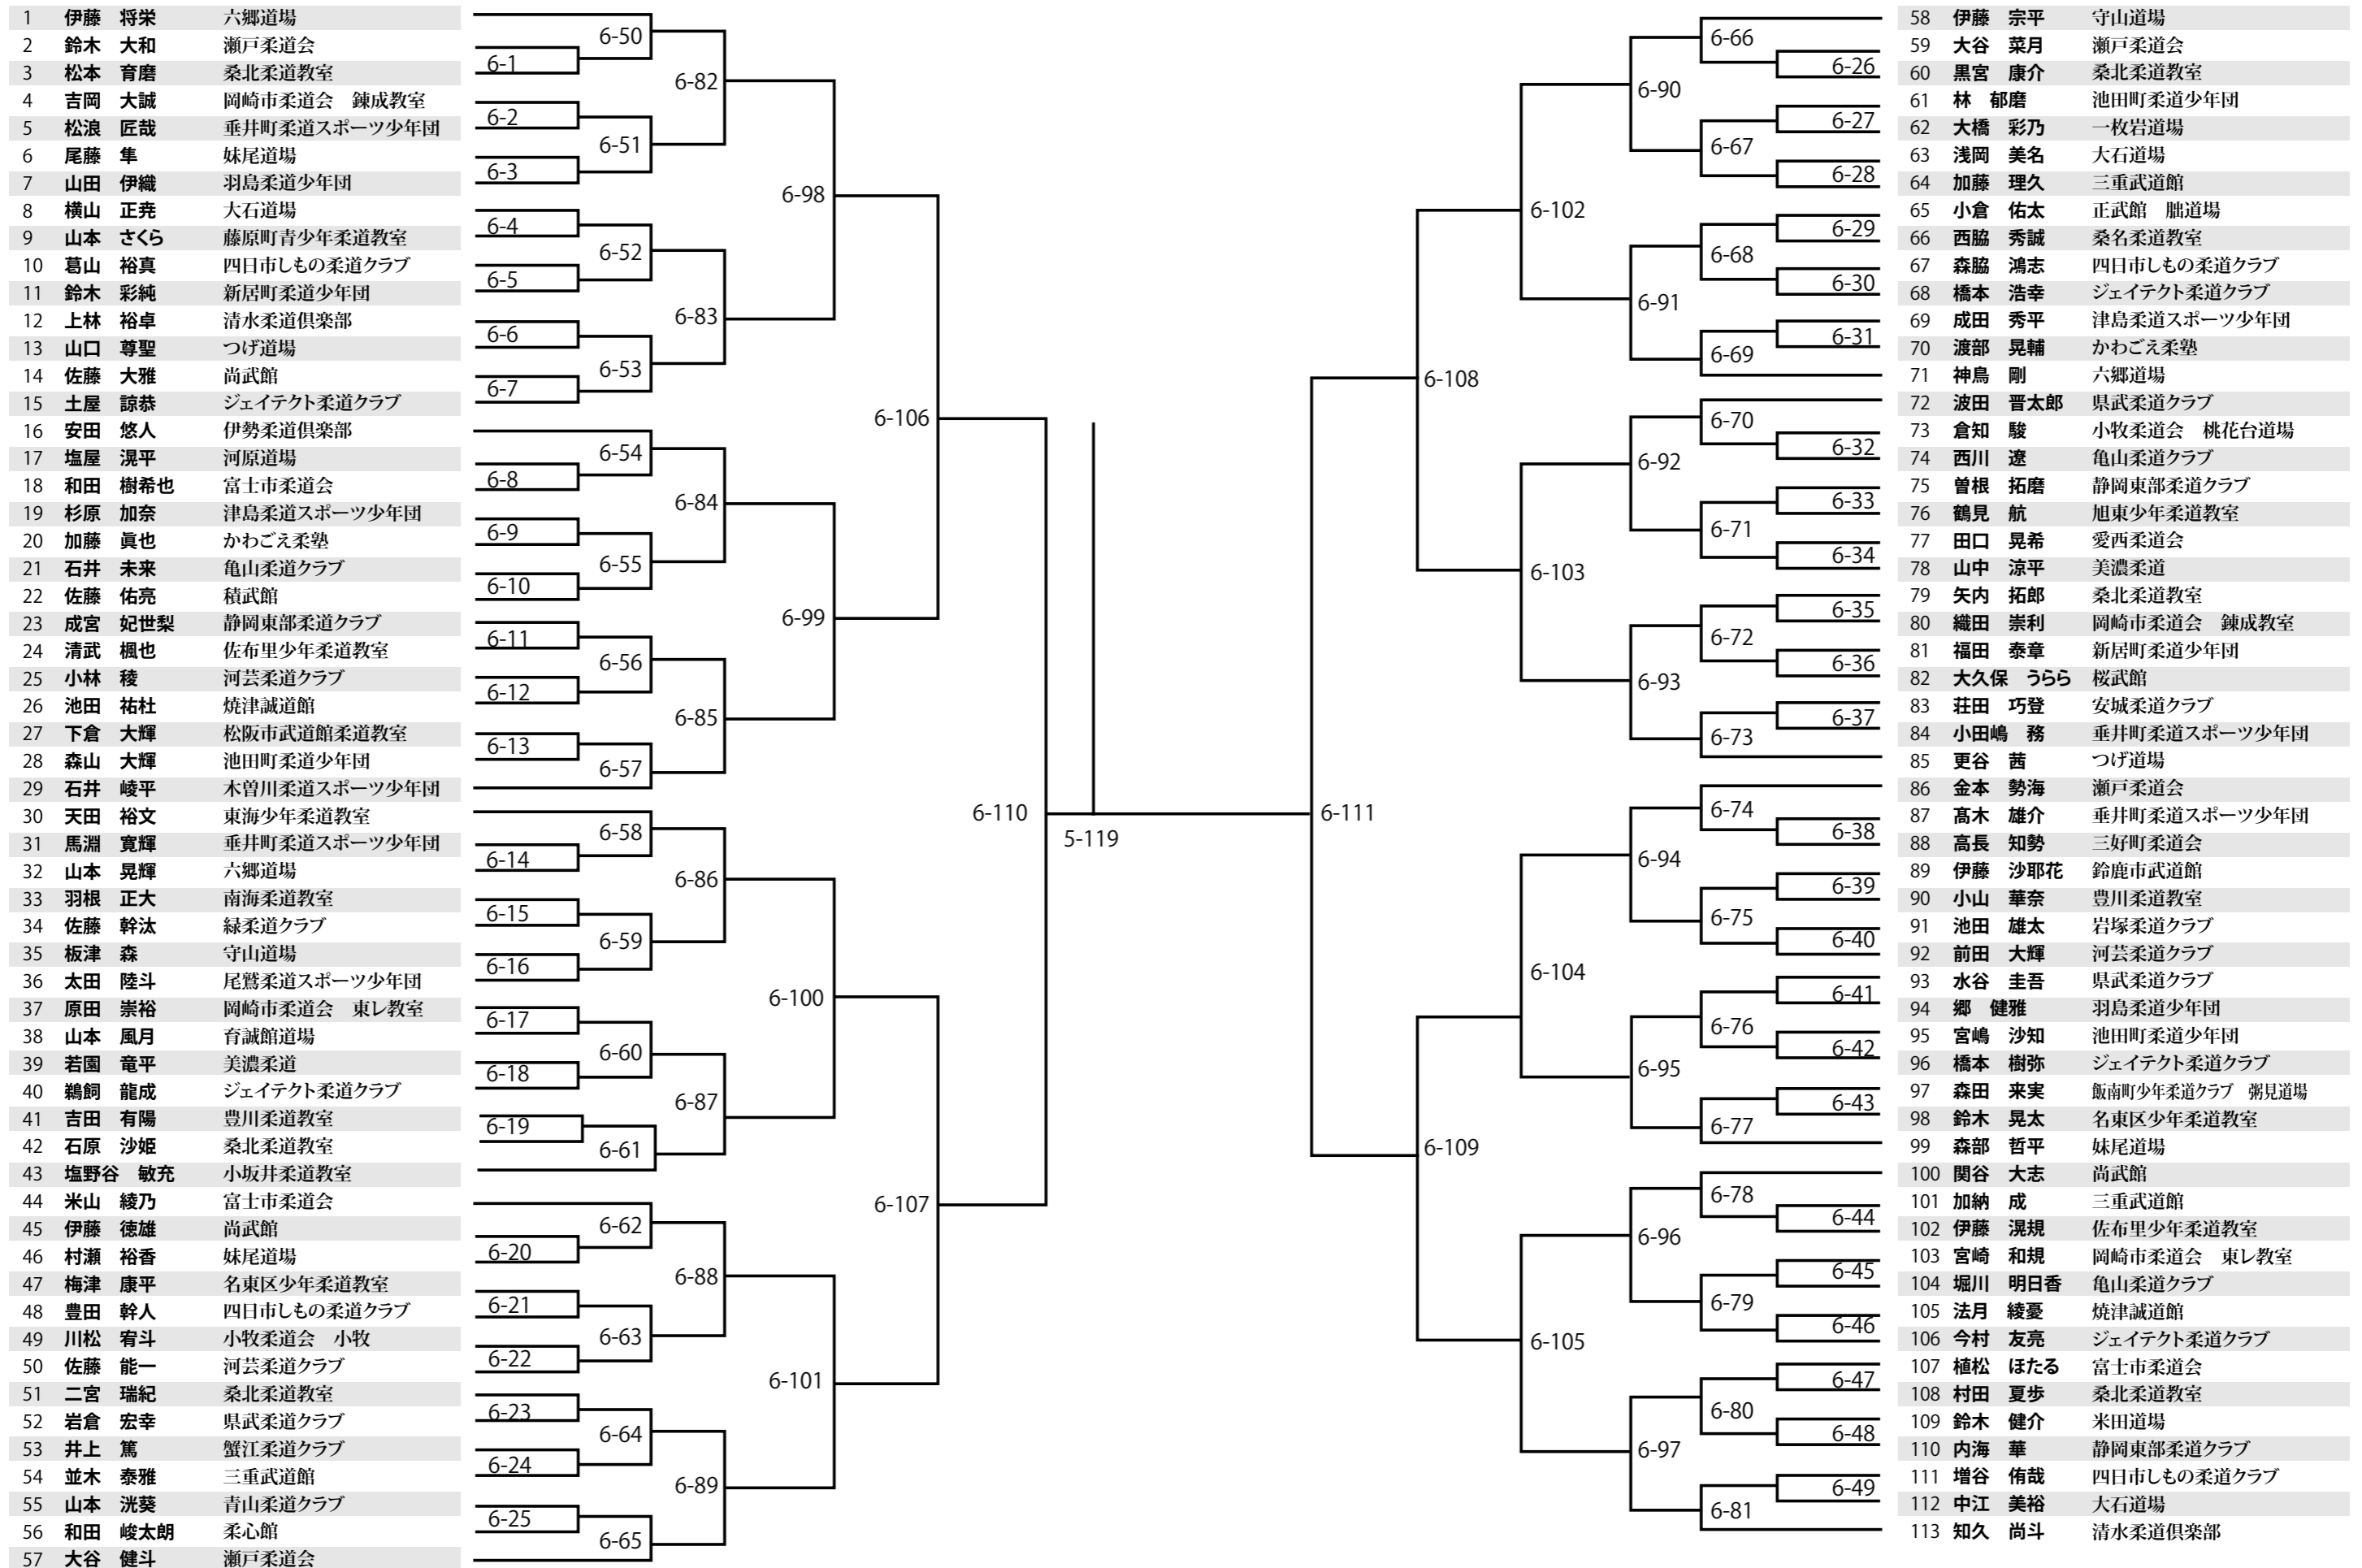 1 伊藤 将栄 六郷道場
2 鈴木 大和 瀬戸柔道会
3 松本 育磨 桑北柔道教室
4 吉岡 大誠 岡崎市柔道会 錬成教室
5 松浪 匠哉 垂井町柔道スポーツ少年団
6 尾藤 隼 妹尾道場
7 山田 伊織 羽島柔道少年団
8 横山 正尭 大石道場
9 山本 さくら 藤原町青少年柔道教室
10 葛山 裕真 四日市しもの柔道クラブ
11 鈴木 彩純 新居町柔道少年団
12 上林 裕卓 清水柔道倶楽部
13 山口 尊聖 つげ道場
14 佐藤 大雅 尚武館
15 土屋 諒恭 ジェイテクト柔道クラブ
16 安田 悠人 伊勢柔道倶楽部
17 塩屋 滉平 河原道場
18 和田 樹希也 富士市柔道会
19 杉原 加奈 津島柔道スポーツ少年団
20 加藤 眞也 かわごえ柔塾
21 石井 未来 亀山柔道クラブ
22 佐藤 佑亮 積武館
23 成宮 妃世梨 静岡東部柔道クラブ
24 清武 楓也 佐布里少年柔道教室
25 小林 稜 河芸柔道クラブ
26 池田 祐杜 焼津誠道館
27 下倉 大輝 松阪市武道館柔道教室
28 森山 大輝 池田町柔道少年団
29 石井 崚平 木曽川柔道スポーツ少年団
30 天田 裕文 東海少年柔道教室
31 馬淵 寛輝 垂井町柔道スポーツ少年団
32 山本 晃輝 六郷道場
33 羽根 正大 南海柔道教室
34 佐藤 幹汰 緑柔道クラブ
35 板津 森 守山道場
36 太田 陸斗 尾鷲柔道スポーツ少年団
37 原田 崇裕 岡崎市柔道会 東レ教室
38 山本 風月 育誠館道場
39 若園 竜平 美濃柔道
40 鵜飼 龍成 ジェイテクト柔道クラブ
41 吉田 有陽 豊川柔道教室
42 石原 沙姫 桑北柔道教室
43 塩野谷 敏充 小坂井柔道教室
44 米山 綾乃 富士市柔道会
45 伊藤 徳雄 尚武館
46 村瀬 裕香 妹尾道場
47 梅津 康平 名東区少年柔道教室
48 豊田 幹人 四日市しもの柔道クラブ
49 川松 宥斗 小牧柔道会 小牧
50 佐藤 能一 河芸柔道クラブ
51 二宮 瑞紀 桑北柔道教室
52 岩倉 宏幸 県武柔道クラブ
53 井上 篤 蟹江柔道クラブ
54 並木 泰雅 三重武道館
55 山本 洸葵 青山柔道クラブ
56 和田 峻太朗 柔心館
57 大谷 健斗 瀬戸柔道会
6-50
6-1
6-82
6-2
6-51
6-3
6-98
6-4
6-52
6-5
6-83
6-6
6-53
6-7
6-106
6-54
6-8
6-84
6-9
6-55
6-10
6-99
6-11
6-56
6-12
6-85
6-13
6-57
6-110
5-119
6-58
6-14
6-86
6-15
6-59
6-16
6-100
6-17
6-60
6-18
6-87
6-19
6-61
6-107
6-62
6-20
6-88
6-21
6-63
6-22
6-101
6-23
6-64
6-24
6-89
6-25
6-65
6-66
6-26
6-90
6-27
6-67
6-28
6-102
6-29
6-68
6-30
6-91
6-31
6-69
6-108
6-70
6-32
6-92
6-33
6-71
6-34
6-103
6-35
6-72
6-36
6-93
6-37
6-73
6-111
6-74
6-38
6-94
6-39
6-75
6-40
6-104
6-41
6-76
6-42
6-95
6-43
6-77
6-109
6-78
6-44
6-96
6-45
6-79
6-46
6-105
6-47
6-80
6-48
6-97
6-49
6-81
58 伊藤 宗平 守山道場
59 大谷 菜月 瀬戸柔道会
60 黒宮 康介 桑北柔道教室
61 林 郁磨 池田町柔道少年団
62 大橋 彩乃 一枚岩道場
63 浅岡 美名 大石道場
64 加藤 理久 三重武道館
65 小倉 佑太 正武館 朏道場
66 西脇 秀誠 桑名柔道教室
67 森脇 鴻志 四日市しもの柔道クラブ
68 橋本 浩幸 ジェイテクト柔道クラブ
69 成田 秀平 津島柔道スポーツ少年団
70 渡部 晃輔 かわごえ柔塾
71 神鳥 剛 六郷道場
72 波田 晋太郎 県武柔道クラブ
73 倉知 駿 小牧柔道会 桃花台道場
74 西川 遼 亀山柔道クラブ
75 曽根 拓磨 静岡東部柔道クラブ
76 鶴見 航 旭東少年柔道教室
77 田口 晃希 愛西柔道会
78 山中 涼平 美濃柔道
79 矢内 拓郎 桑北柔道教室
80 織田 崇利 岡崎市柔道会 錬成教室
81 福田 泰章 新居町柔道少年団
82 大久保 うらら 桜武館
83 荘田 巧登 安城柔道クラブ
84 小田嶋 務 垂井町柔道スポーツ少年団
85 更谷 茜 つげ道場
86 金本 勢海 瀬戸柔道会
87 髙木 雄介 垂井町柔道スポーツ少年団
88 高長 知勢 三好町柔道会
89 伊藤 沙耶花 鈴鹿市武道館
90 小山 華奈 豊川柔道教室
91 池田 雄太 岩塚柔道クラブ
92 前田 大輝 河芸柔道クラブ
93 水谷 圭吾 県武柔道クラブ
94 郷 健雅 羽島柔道少年団
95 宮嶋 沙知 池田町柔道少年団
96 橋本 樹弥 ジェイテクト柔道クラブ
97 森田 来実 飯南町少年柔道クラブ 粥見道場
98 鈴木 晃太 名東区少年柔道教室
99 森部 哲平 妹尾道場
100 関谷 大志 尚武館
101 加納 成 三重武道館
102 伊藤 滉規 佐布里少年柔道教室
103 宮崎 和規 岡崎市柔道会 東レ教室
104 堀川 明日香 亀山柔道クラブ
105 法月 綾憂 焼津誠道館
106 今村 友亮 ジェイテクト柔道クラブ
107 植松 ほたる 富士市柔道会
108 村田 夏歩 桑北柔道教室
109 鈴木 健介 米田道場
110 内海 華 静岡東部柔道クラブ
111 増谷 侑哉 四日市しもの柔道クラブ
112 中江 美裕 大石道場
113 知久 尚斗 清水柔道倶楽部